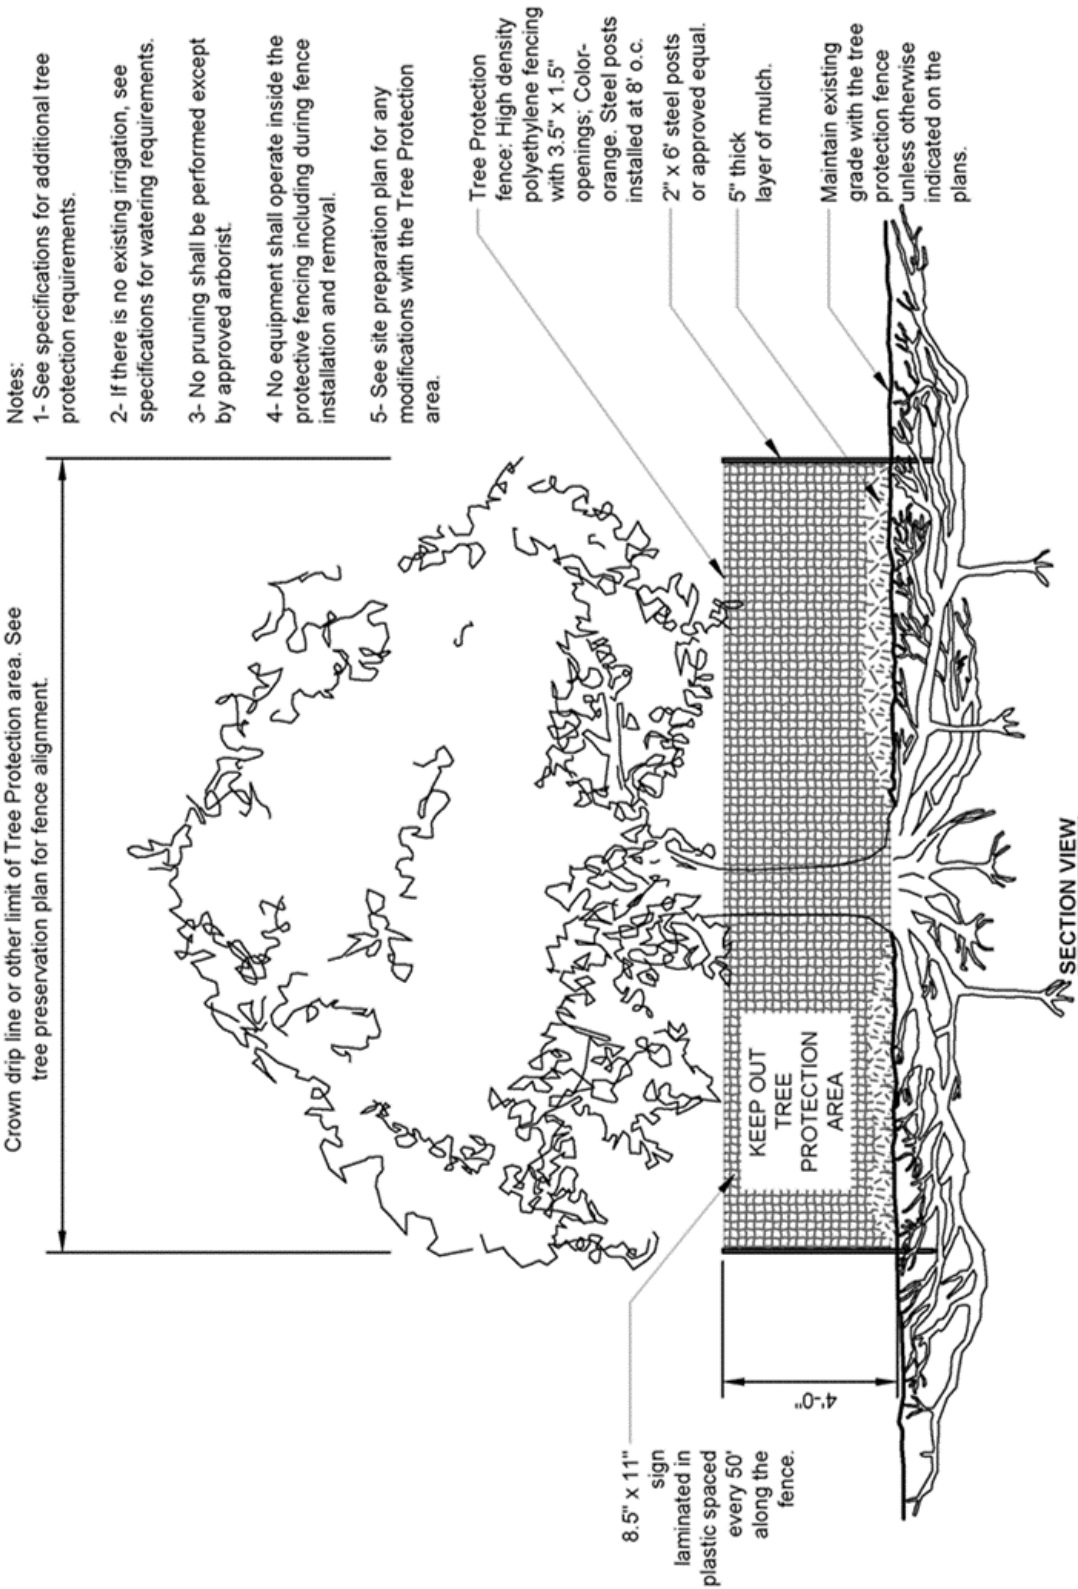 Crown drip line or other limit of Tree Protection area. See
tree preservation plan for fence alignment.
Notes:
1- See specifications for additional tree
protection requirements.
2- If there is no existing irrigation, see
specifications for watering requirements.
3- No pruning shall be performed except
by approved arborist.
4- No equipment shall operate inside the
protective fencing including during fence
installation and removal.
5- See site preparation plan for any
modifications with the Tree Protection
area.
Tree Protection
fence: High density
polyethylene fencing
with 3.5" x 1.5"
openings; Color-
orange. Steel posts
installed at 8' o.c.
2" x 6' steel posts
or approved equal.
5" thick
layer of mulch.
Maintain existing
grade with the tree
protection fence
unless otherwise
indicated on the
plans.
8.5" x 11"
sign
laminated in
plastic spaced
every 50'
along the
fence.
4'-0"
KEEP OUT
TREE
PROTECTION
AREA
SECTION VIEW